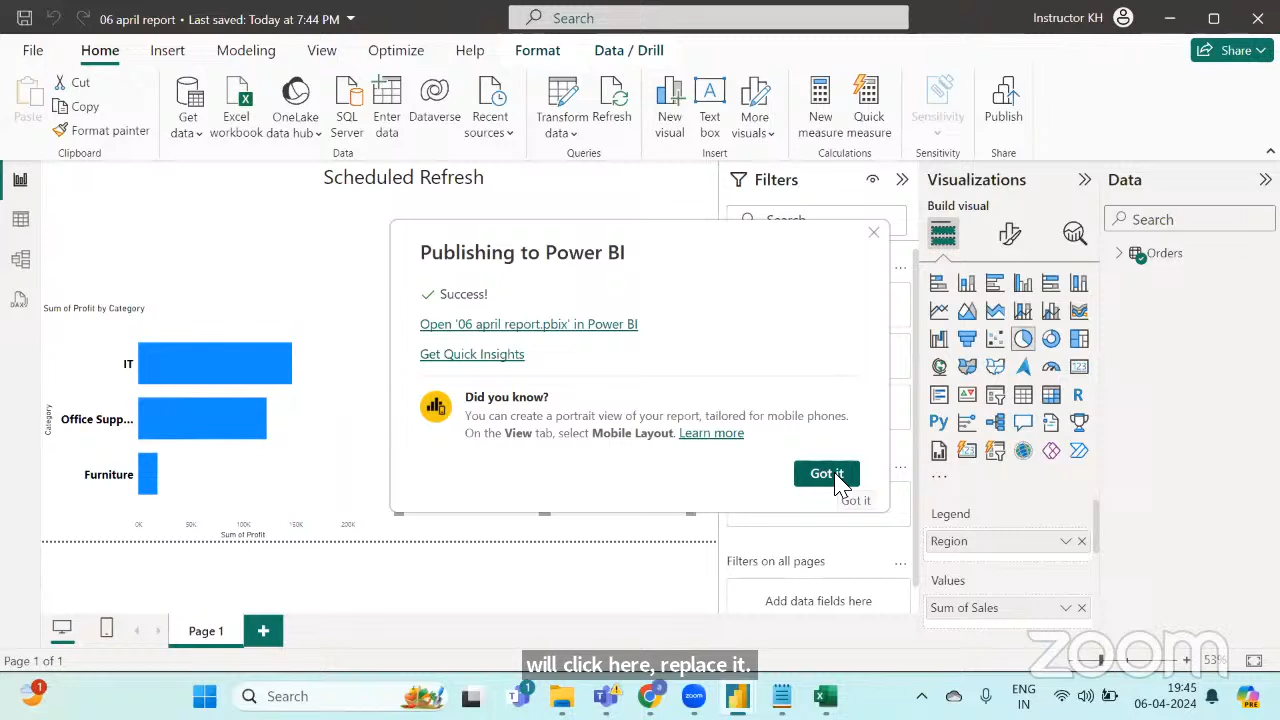 06 april report • Last saved: Today at 7:44 PM
Search
Instructor KH
File
Home
Insert
Modeling
View
Optimize
Help
Format
Data / Drill
Share
Paste
Cut
Copy
Format painter
Clipboard
Get data
Excel workbook
OneLake data hub
SQL Server
Enter data
Dataverse
Recent sources
Data
Transform data
Refresh
Queries
New visual
Text box
More visuals
Insert
New measure
Quick measure
Calculations
Sensitivity
Sensitivity
Publish
Share
Scheduled Refresh
Sum of Profit by Category
Category
IT
Office Supp...
Furniture
0K
50K
100K
150K
200K
Sum of Profit
Publishing to Power BI
Success!
Open '06 april report.pbix' in Power BI
Get Quick Insights
Did you know?
You can create a portrait view of your report, tailored for mobile phones.
On the View tab, select Mobile Layout. Learn more
Got it
Got it
Filters
Search
Filters on all pages
Add data fields here
Visualizations
Build visual
R
Py
123
Legend
Region
Values
Sum of Sales
Data
Search
Orders
Page 1
Page 1 of 1
53%
zoom
will click here, replace it.
1
Search
1
zoom
ENG
IN
19:45
06-04-2024
PRE